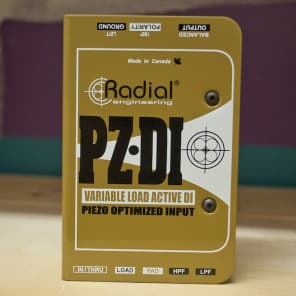 LIFT GROUND
180° POLARITY
BALANCED OUTPUT
Made in Canada
Radial
engineering
PZ·DI
VARIABLE LOAD ACTIVE DI
PIEZO OPTIMIZED INPUT
IN/THRU LOAD PAD HPF LPF